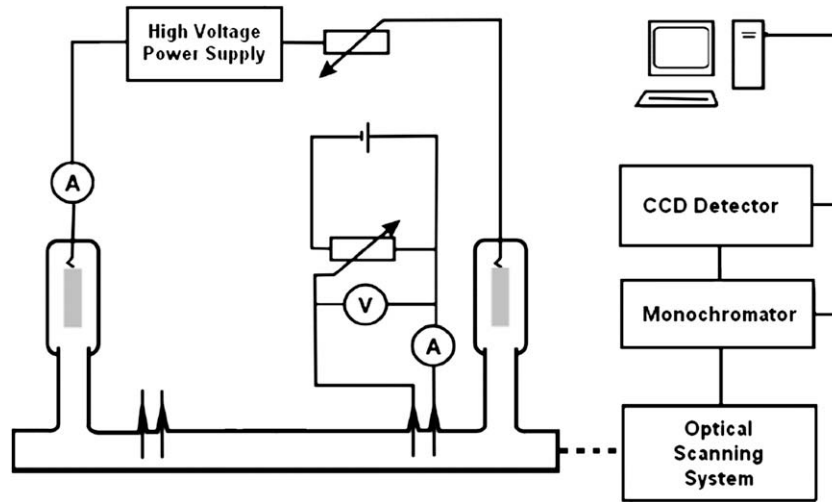 High Voltage
Power Supply
A
CCD Detector
V
Monochromator
A
Optical
Scanning
System